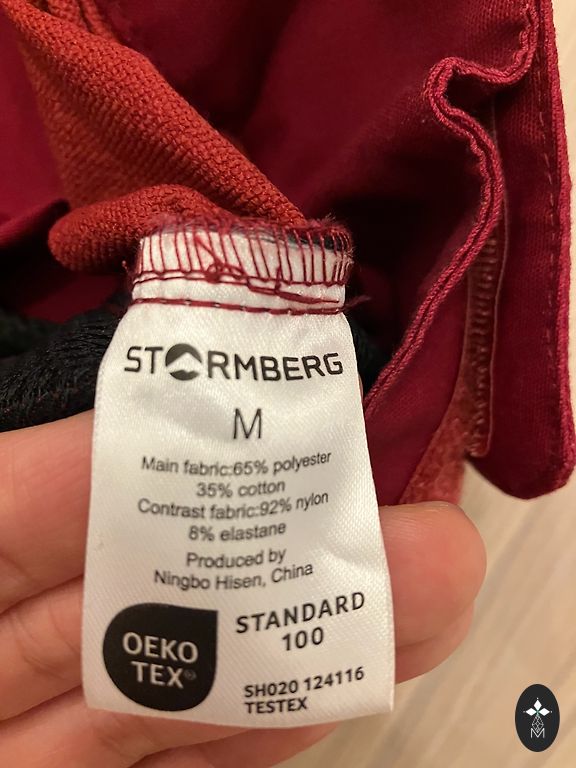 STORMBERG
M
Main fabric:65% polyester
35% cotton
Contrast fabric:92% nylon
8% elastane
Produced by
Ningbo Hisen, China
OEKO
TEX®
STANDARD
100
SH020 124116
TESTEX
M